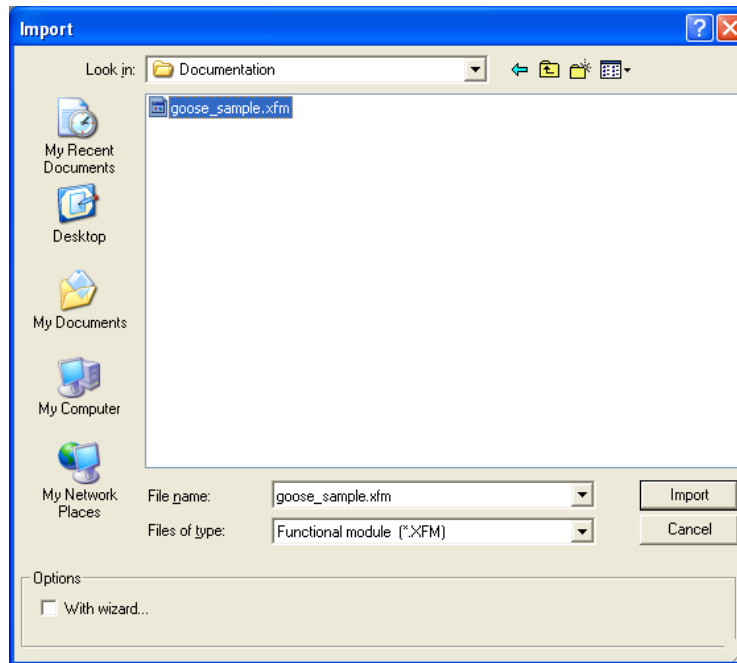 Import
Look in:
Documentation
goose_sample.xfm
My Recent
Documents
Desktop
My Documents
My Computer
My Network
Places
File name:
goose_sample.xfm
Import
Files of type:
Functional module (*.XFM)
Cancel
Options
With wizard...